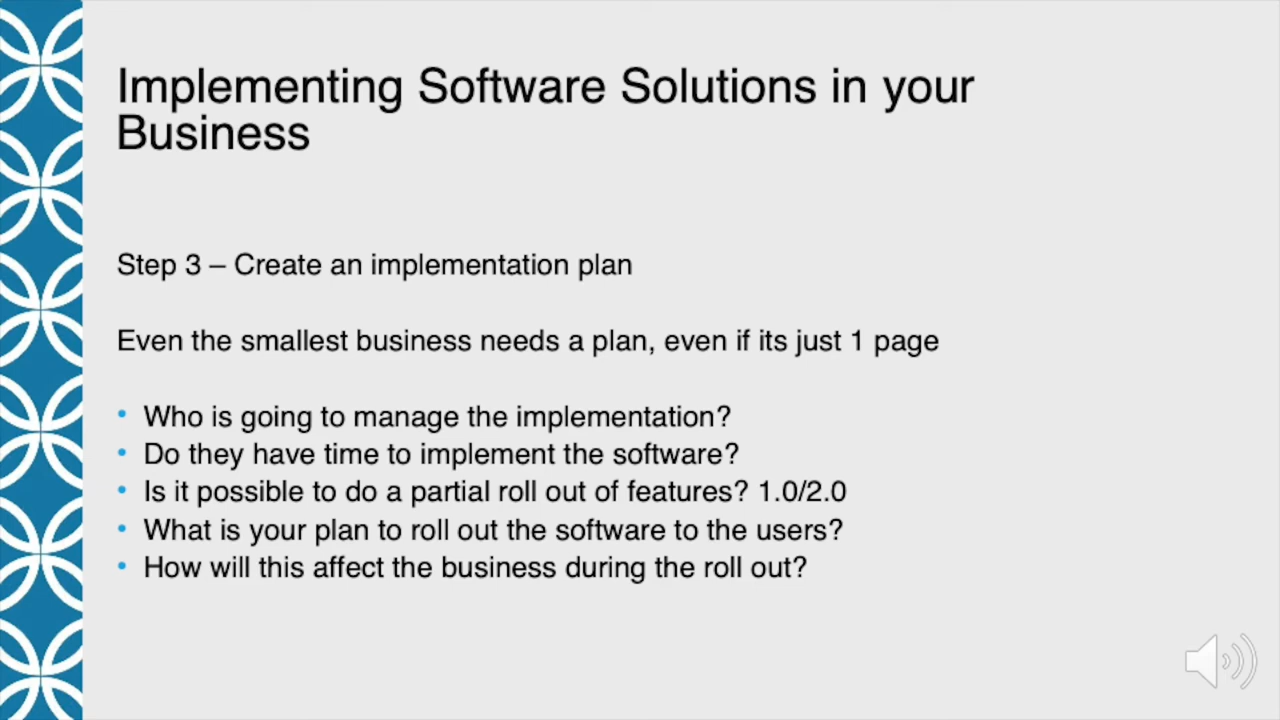 Implementing Software Solutions in your
Business
Step 3 – Create an implementation plan
Even the smallest business needs a plan, even if its just 1 page
• Who is going to manage the implementation?
• Do they have time to implement the software?
• Is it possible to do a partial roll out of features? 1.0/2.0
• What is your plan to roll out the software to the users?
• How will this affect the business during the roll out?